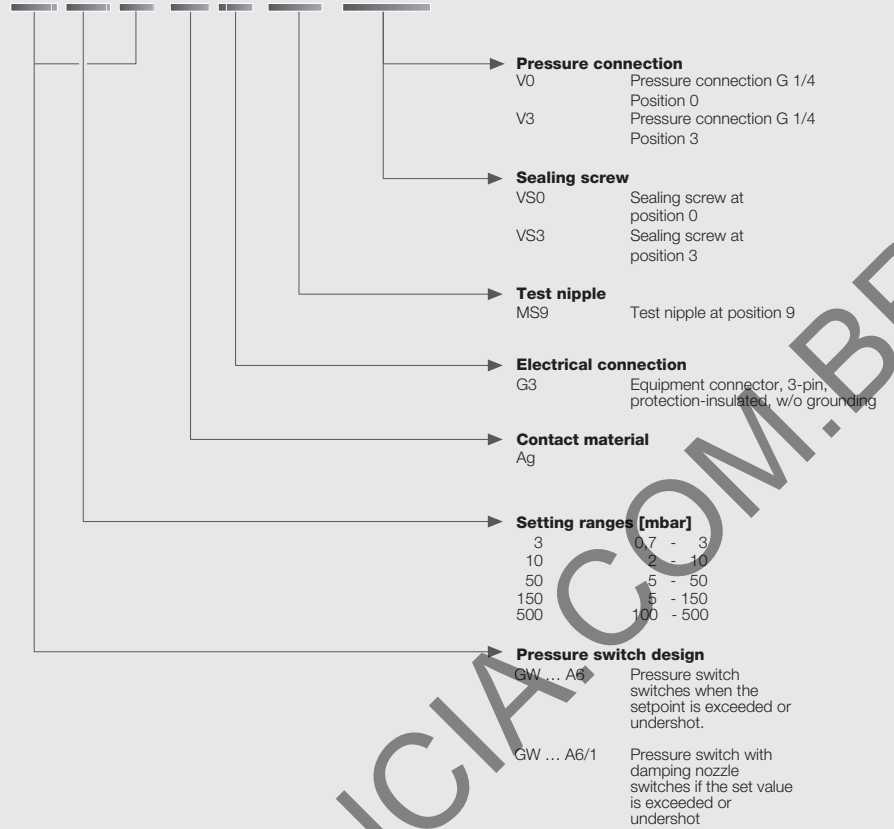 Pressure connection
V0 Pressure connection G 1/4
Position 0
V3 Pressure connection G 1/4
Position 3
Sealing screw
VS0 Sealing screw at
position 0
VS3 Sealing screw at
position 3
Test nipple
MS9 Test nipple at position 9
Electrical connection
G3 Equipment connector, 3-pin,
protection-insulated, w/o grounding
Contact material
Ag
Setting ranges [mbar]
3 0,7 - 3
10 2 - 10
50 5 - 50
150 5 - 150
500 100 - 500
Pressure switch design
GW … A6 Pressure switch
switches when the
setpoint is exceeded or
undershot.
GW … A6/1 Pressure switch with
damping nozzle
switches if the set value
is exceeded or
undershot